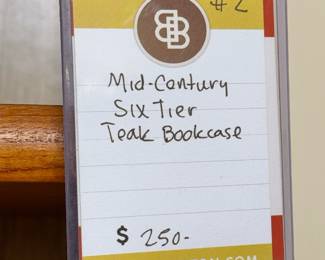 #2
Mid-Century
Six Tier
Teak Bookcase
$ 250-